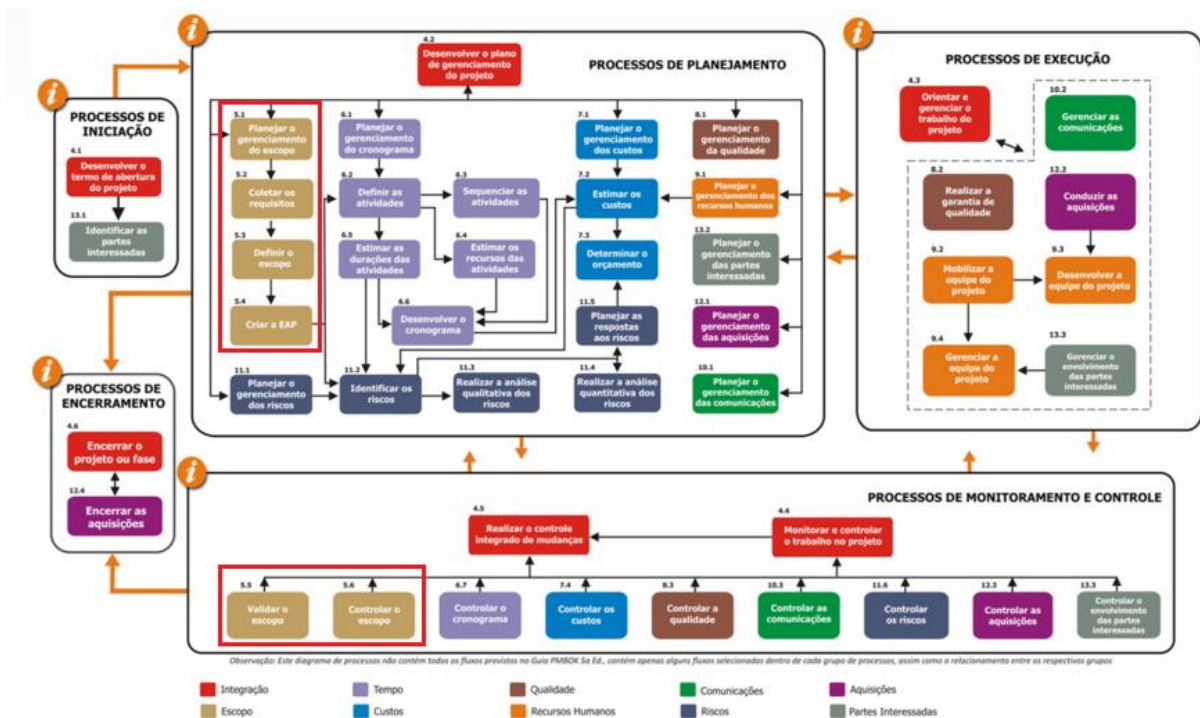 PROCESSOS DE
INICIAÇÃO
4.1
Desenvolver o
termo de abertura
do projeto
13.1
Identificar as
partes
interessadas
PROCESSOS DE PLANEJAMENTO
4.2
Desenvolver o plano
de gerenciamento
do projeto
5.1
Planejar o
gerenciamento
do escopo
6.1
Planejar o
gerenciamento
do cronograma
7.1
Planejar o
gerenciamento
dos custos
8.1
Planejar o
gerenciamento
da qualidade
5.2
Coletar os
requisitos
6.2
Definir as
atividades
6.3
Sequenciar as
atividades
7.2
Estimar os
custos
9.1
Planejar o
gerenciamento dos
recursos humanos
5.3
Definir o
escopo
6.5
Estimar as
durações das
atividades
6.4
Estimar os
recursos das
atividades
7.3
Determinar o
orçamento
13.2
Planejar o
gerenciamento
das partes
interessadas
5.4
Criar a EAP
6.6
Desenvolver o
cronograma
11.5
Planejar as
respostas
aos riscos
12.1
Planejar o
gerenciamento
das aquisições
11.1
Planejar o
gerenciamento
dos riscos
11.2
Identificar os
riscos
11.3
Realizar a análise
qualitativa dos
riscos
11.4
Realizar a análise
quantitativa dos
riscos
10.1
Planejar o
gerenciamento
das comunicações
PROCESSOS DE EXECUÇÃO
4.3
Orientar e
gerenciar o
trabalho do
projeto
10.2
Gerenciar as
comunicações
8.2
Realizar a
garantia de
qualidade
12.2
Conduzir as
aquisições
9.2
Mobilizar a
equipe do
projeto
9.3
Desenvolver a
equipe do projeto
9.4
Gerenciar a
equipe do
projeto
13.3
Gerenciar o
envolvimento
das partes
interessadas
PROCESSOS DE
ENCERRAMENTO
4.6
Encerrar o
projeto ou fase
12.4
Encerrar as
aquisições
PROCESSOS DE MONITORAMENTO E CONTROLE
4.5
Realizar o controle
integrado de mudanças
4.4
Monitorar e controlar
o trabalho no projeto
5.5
Validar o
escopo
5.6
Controlar o
escopo
6.7
Controlar o
cronograma
7.4
Controlar os
custos
8.3
Controlar a
qualidade
10.3
Controlar as
comunicações
11.6
Controlar
os riscos
12.3
Controlar as
aquisições
13.3
Controlar o
envolvimento
das partes
interessadas
Observação: Este diagrama de processos não contém todos os fluxos previstos no Guia PMBOK 5a Ed., contém apenas alguns fluxos selecionados dentro de cada grupo de processos, assim como o relacionamento entre os respectivos grupos
Integração
Tempo
Qualidade
Comunicações
Aquisições
Escopo
Custos
Recursos Humanos
Riscos
Partes Interessadas